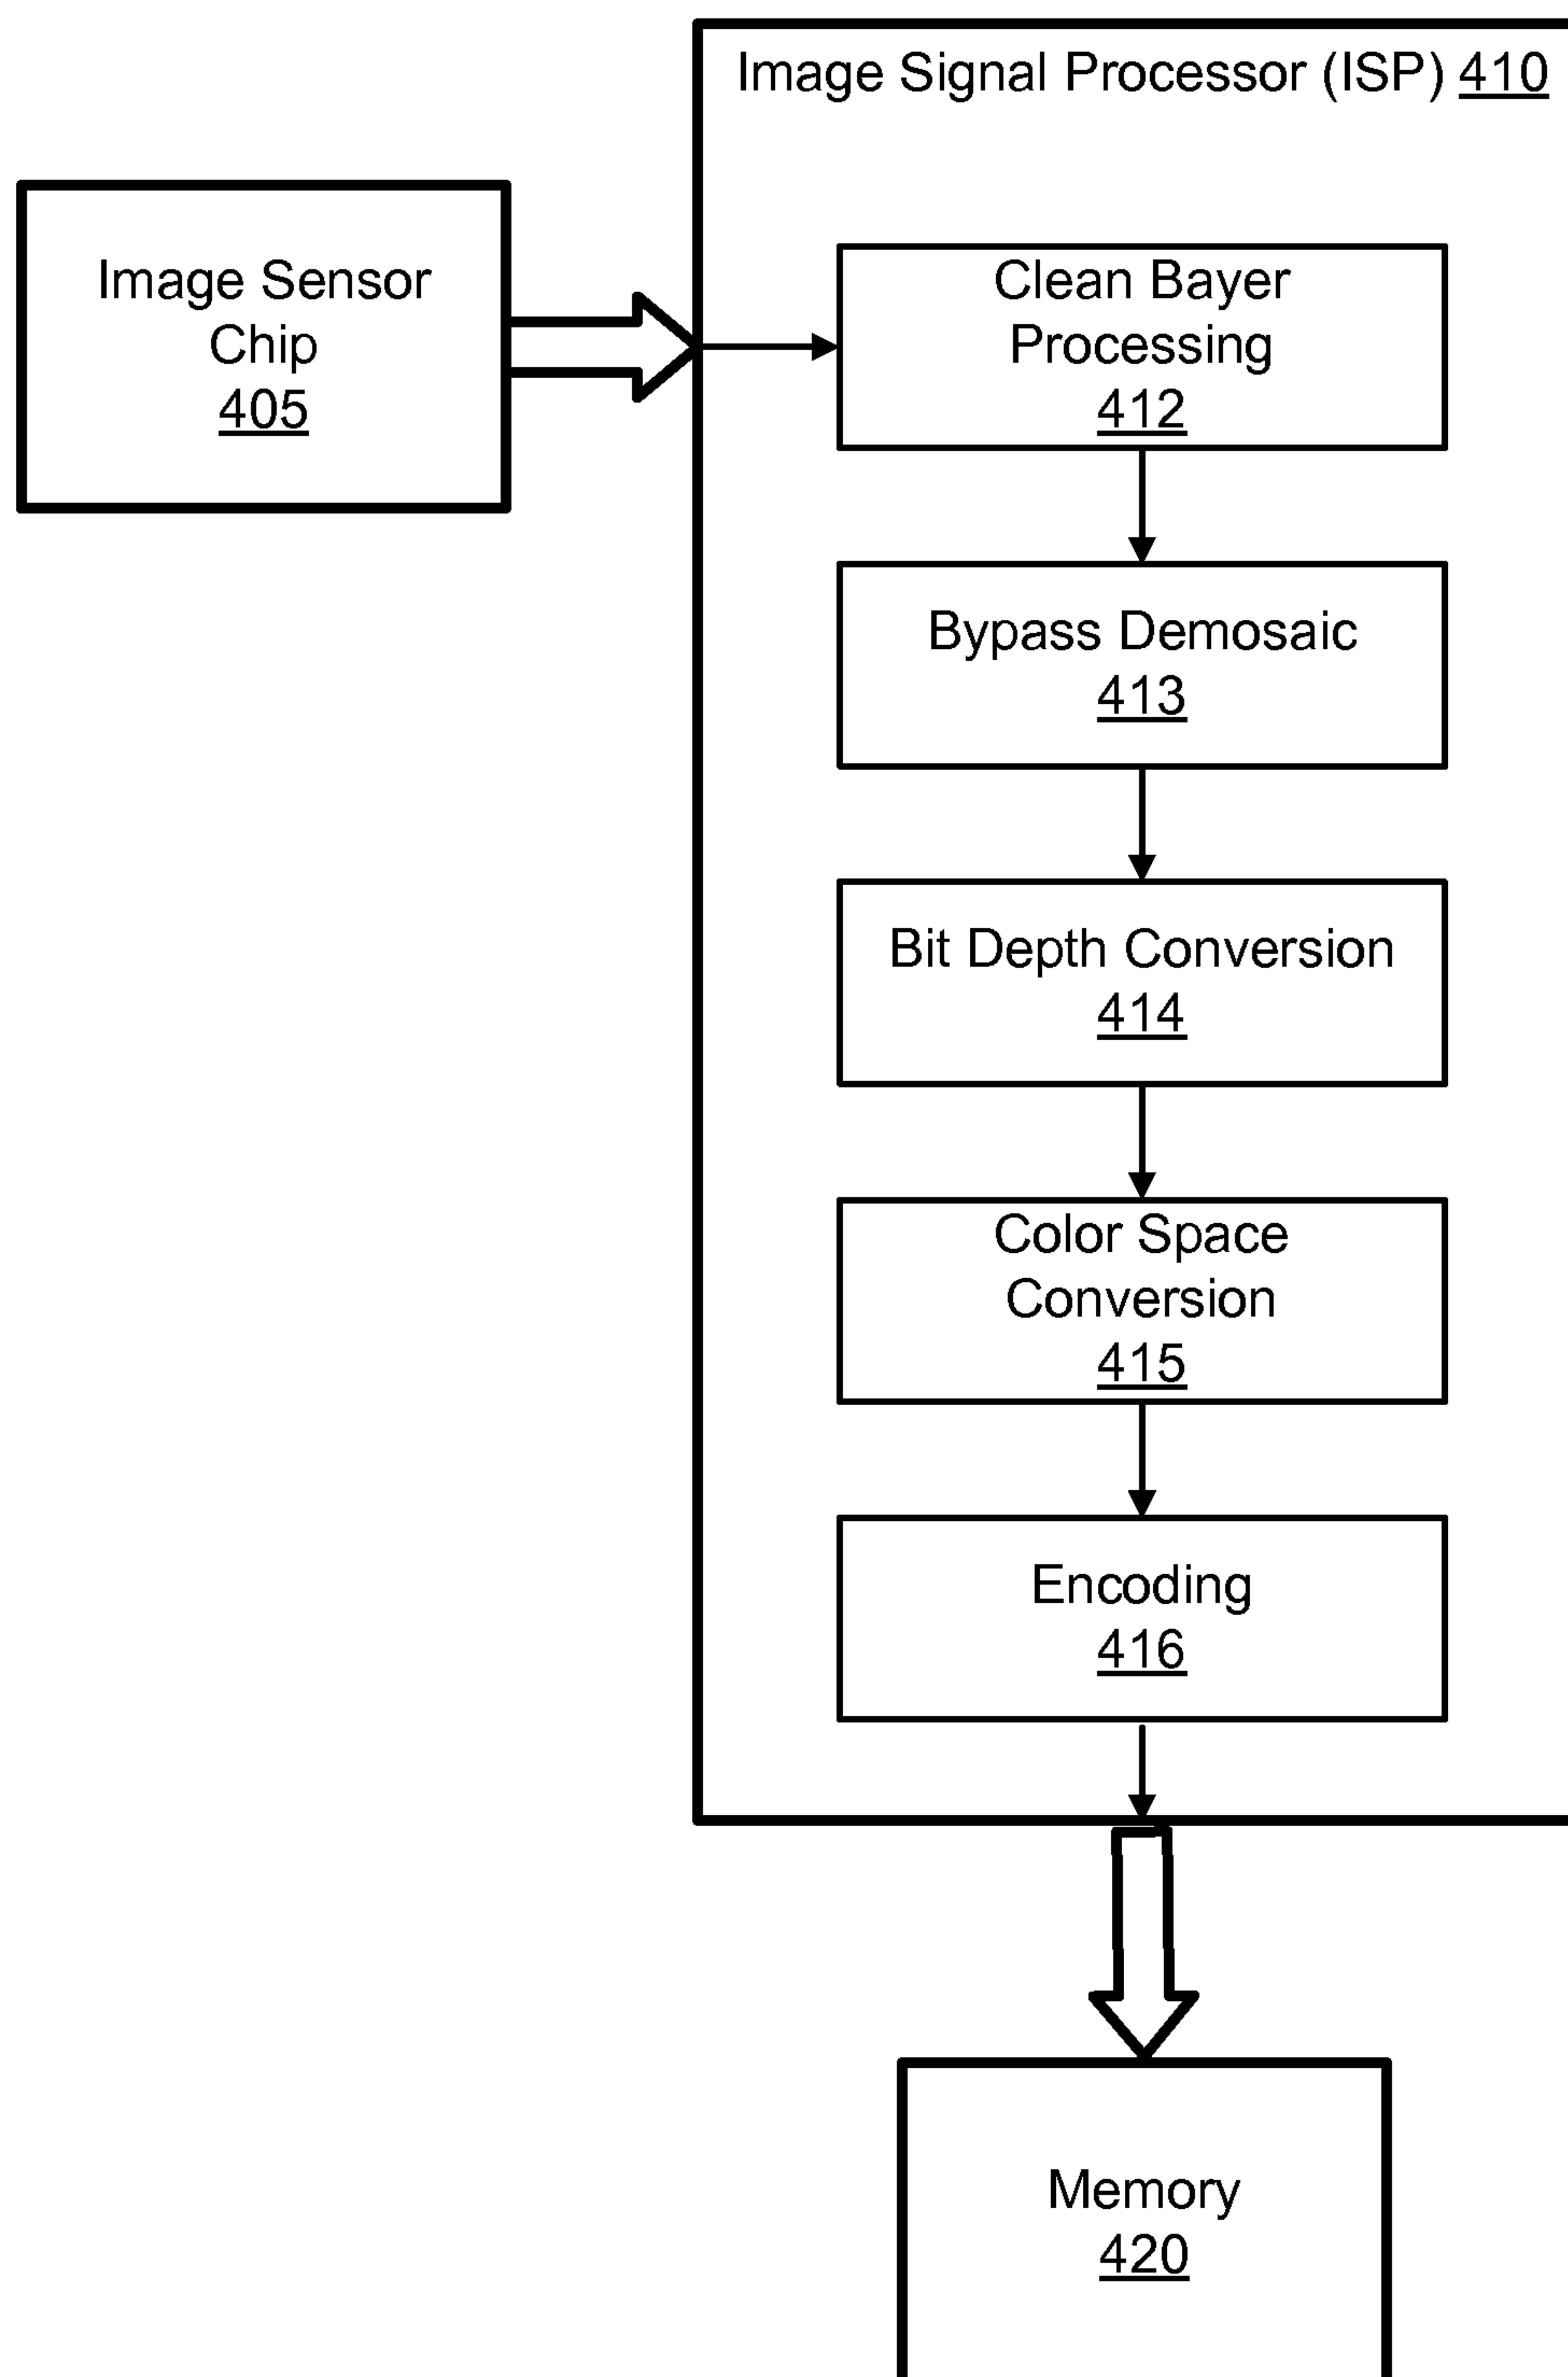 Image Signal Processor (ISP) 410
Image Sensor
Chip
405
Clean Bayer
Processing
412
Bypass Demosaic
413
Bit Depth Conversion
414
Color Space
Conversion
415
Encoding
416
Memory
420